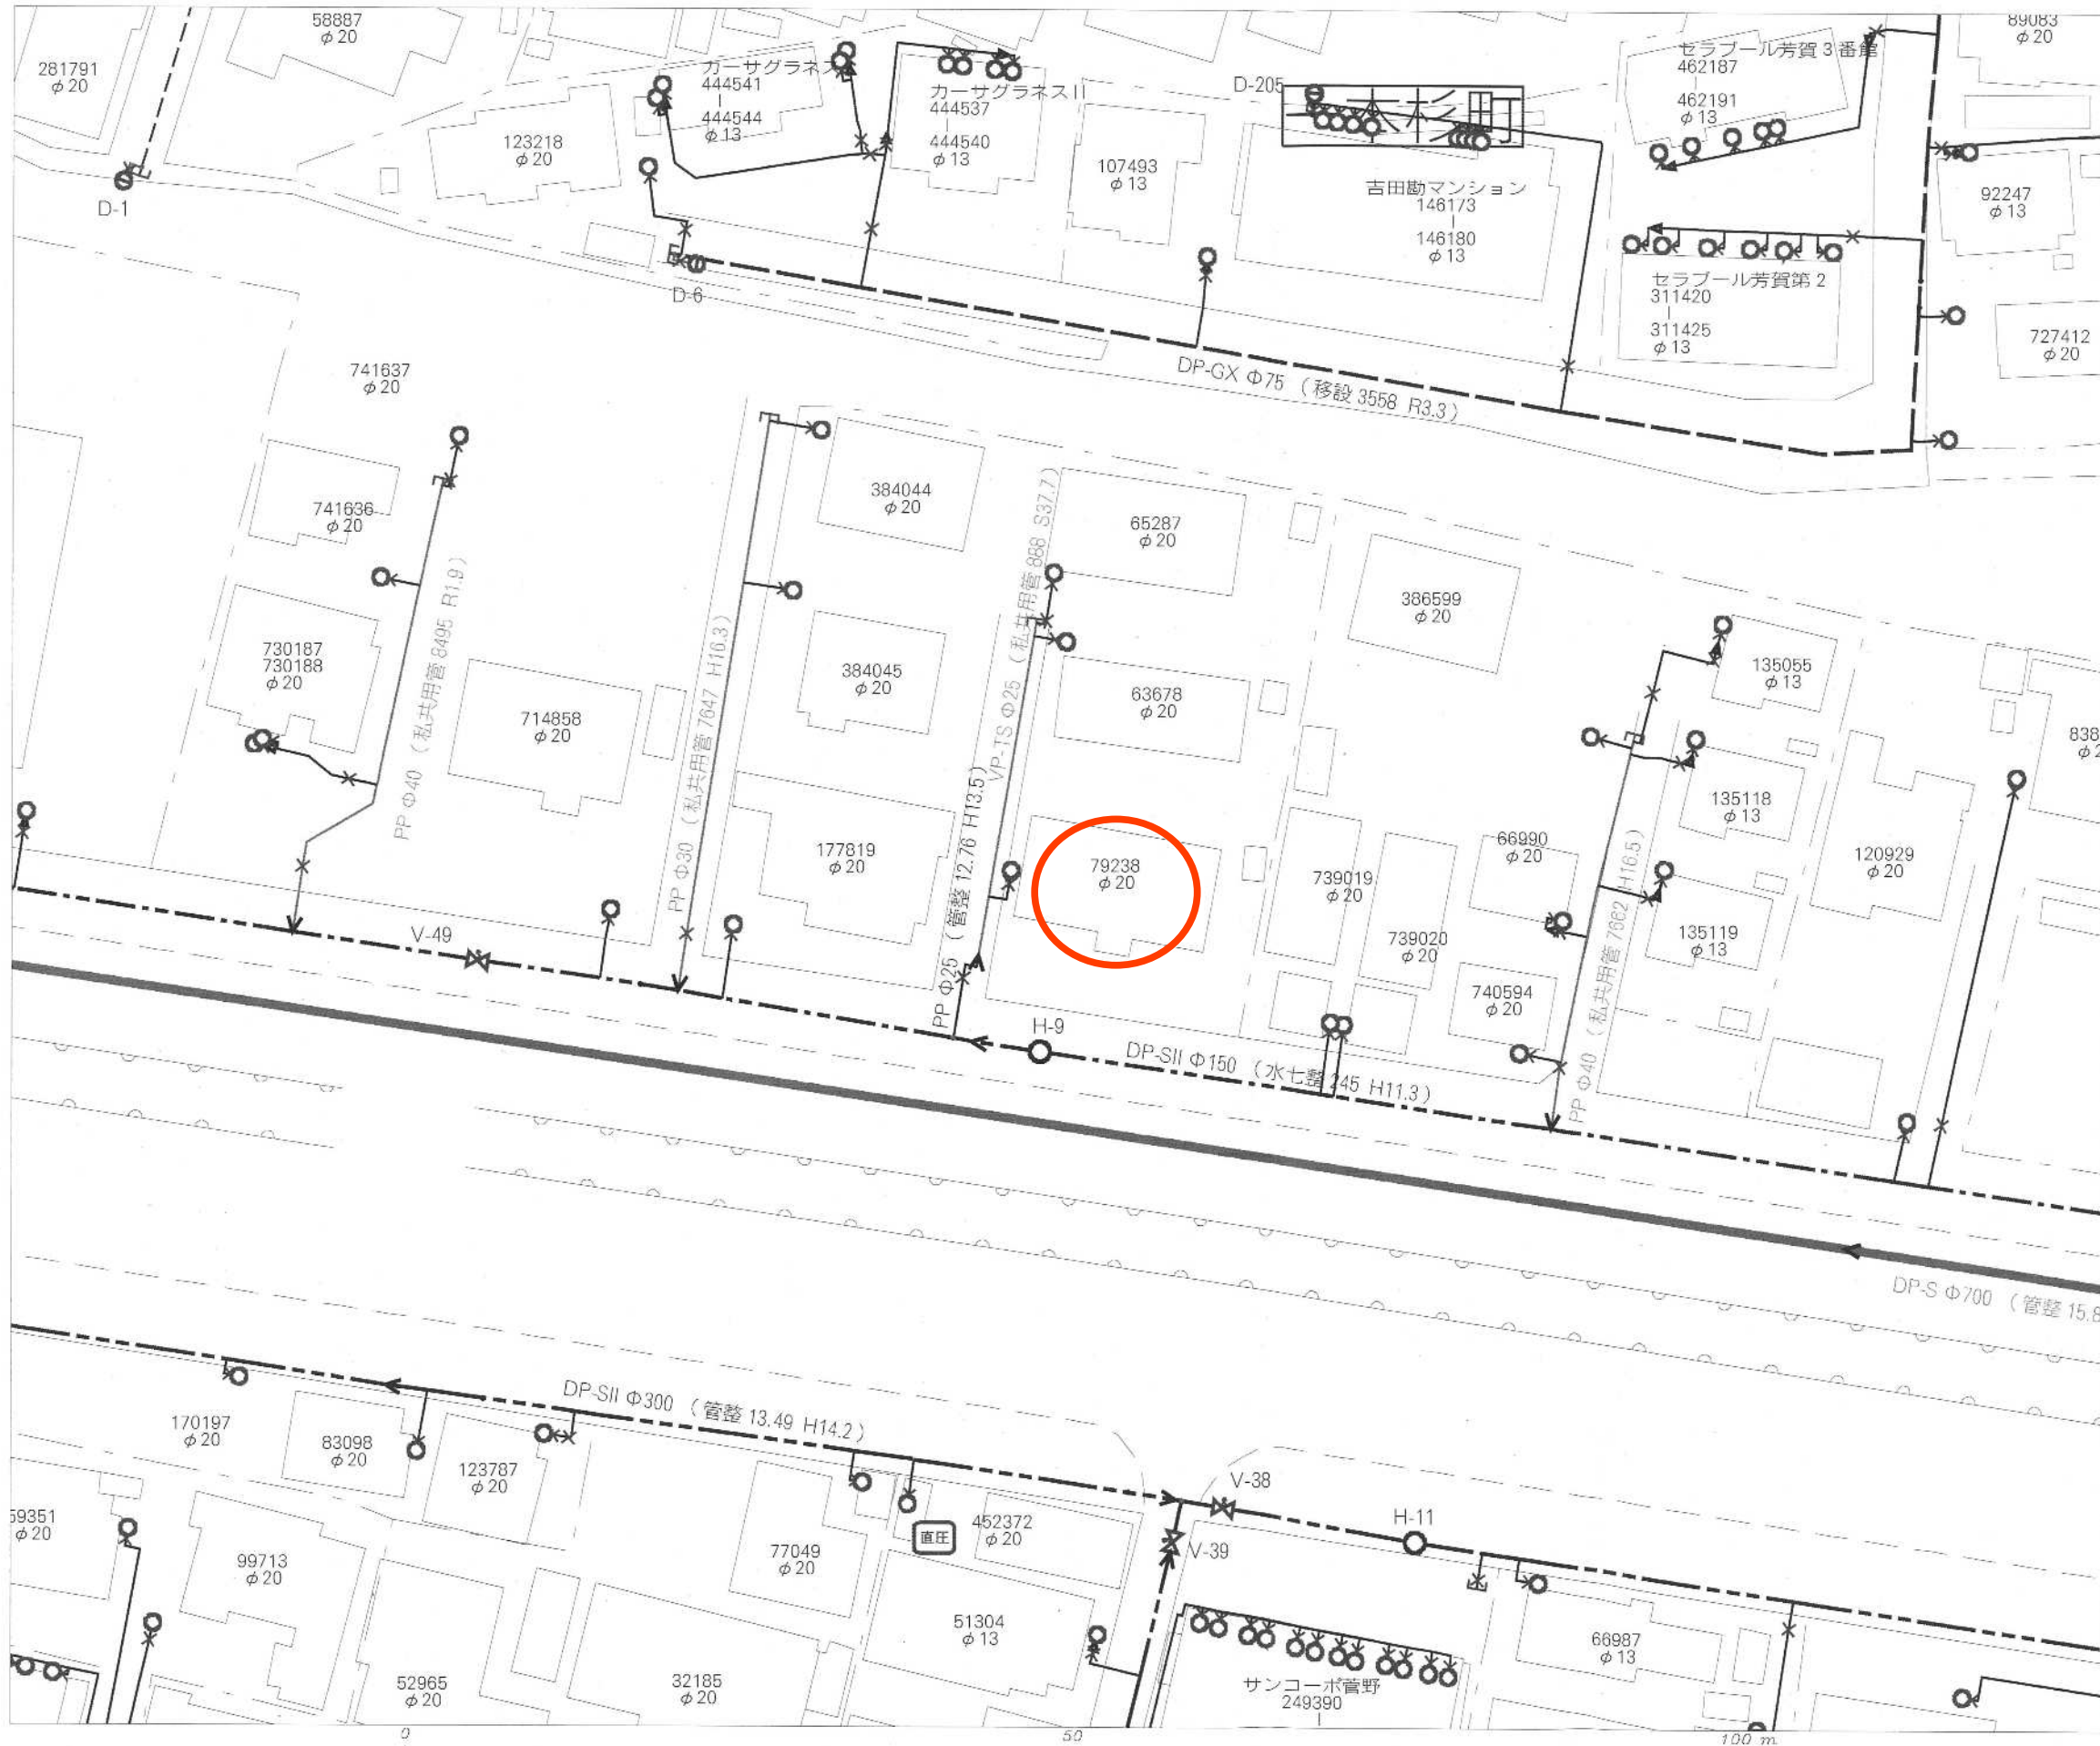 58887
φ20
281791
φ20
D-1
123218
φ20
444541
444544
φ13
カーサグラネスII
444537
444540
φ13
107493
φ13
D-205
一本杉町
吉田勘マンション
146173
146180
φ13
セラブール芳賀3番館
462187
462191
φ13
89083
φ20
92247
φ13
セラブール芳賀第2
311420
311425
φ13
727412
φ20
D-6
DP-GX Φ75 (移設 3558 R3.3)
741637
φ20
741636
φ20
730187
730188
φ20
PP Φ40 (私共用管 8495 R1.9)
714858
φ20
PP Φ30 (私共用管 7647 H16.3)
384044
φ20
384045
φ20
177819
φ20
PP Φ25 (管整 12.76 H13.5)
VP-TS Φ25 (私共用管 888 S37.7)
65287
φ20
63678
φ20
79238
φ20
386599
φ20
739019
φ20
739020
φ20
66990
φ20
740594
φ20
PP Φ40 (私共用管 7662 H16.5)
135055
φ13
135118
φ13
135119
φ13
120929
φ20
838
V-49
H-9
DP-SII Φ150 (水七整 245 H11.3)
DP-S Φ700 (管整 15.8
DP-SII Φ300 (管整 13.49 H14.2)
170197
φ20
83098
φ20
123787
φ20
59351
φ20
99713
φ20
52965
φ20
32185
φ20
77049
φ20
直圧
452372
φ20
51304
φ13
V-38
V-39
H-11
サンコーポ菅野
249390
66987
φ13
0
50
100 m